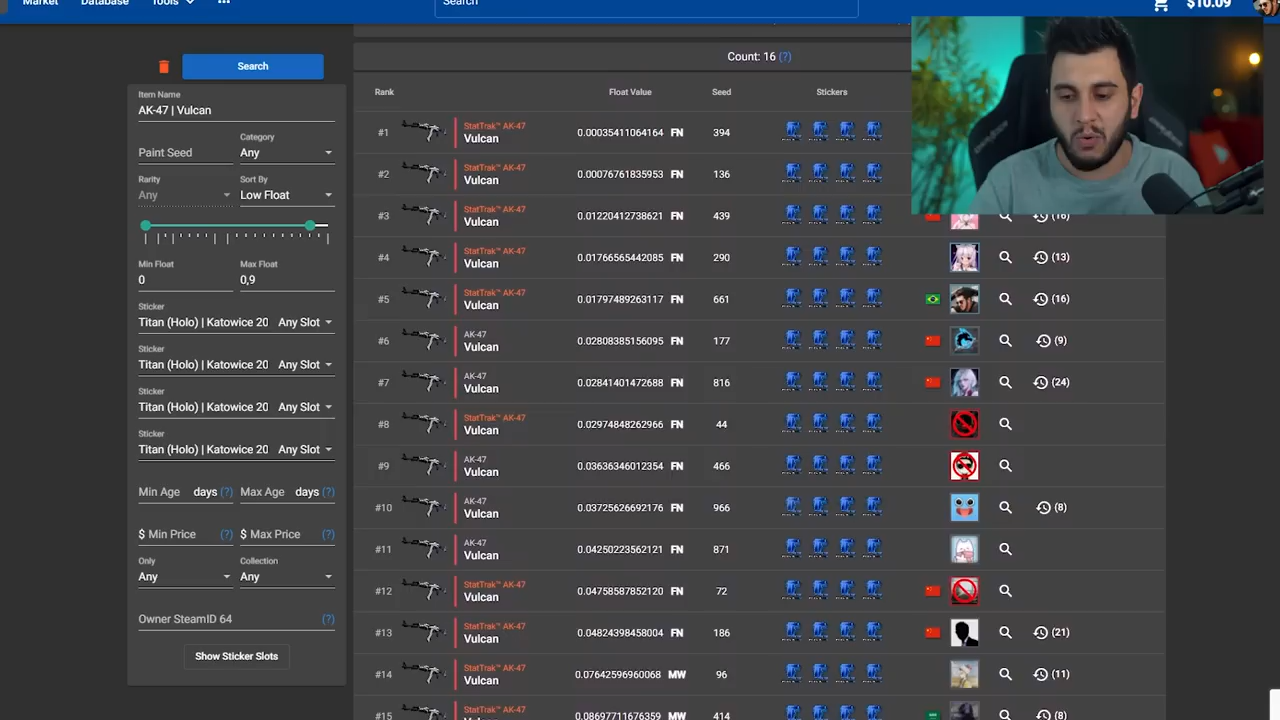 Market Database Tools ... Search $10.09
Search
Item Name
AK-47 | Vulcan
Category
Paint Seed Any
Rarity Sort By
Any Low Float
Min Float Max Float
0 0,9
Sticker
Titan (Holo) | Katowice 20 Any Slot
Sticker
Titan (Holo) | Katowice 20 Any Slot
Sticker
Titan (Holo) | Katowice 20 Any Slot
Sticker
Titan (Holo) | Katowice 20 Any Slot
Min Age days (?) Max Age days (?)
$ Min Price (?) $ Max Price (?)
Only Collection
Any Any
Owner SteamID 64 (?)
Show Sticker Slots
Count: 16 (?)
Rank Float Value Seed Stickers
#1 StatTrak™ AK-47 Vulcan 0.00035411064164 FN 394
#2 StatTrak™ AK-47 Vulcan 0.00076761835953 FN 136
#3 StatTrak™ AK-47 Vulcan 0.01220412738621 FN 439 (16)
#4 StatTrak™ AK-47 Vulcan 0.01766565442085 FN 290 (13)
#5 StatTrak™ AK-47 Vulcan 0.01797489263117 FN 661 (16)
#6 AK-47 Vulcan 0.02808385156095 FN 177 (9)
#7 AK-47 Vulcan 0.02841401472688 FN 816 (24)
#8 StatTrak™ AK-47 Vulcan 0.02974848262966 FN 44
#9 AK-47 Vulcan 0.03636346012354 FN 466
#10 AK-47 Vulcan 0.03725626692176 FN 966 (8)
#11 AK-47 Vulcan 0.04250223562121 FN 871
#12 StatTrak™ AK-47 Vulcan 0.04758587852120 FN 72
#13 StatTrak™ AK-47 Vulcan 0.04824398458004 FN 186 (21)
#14 StatTrak™ AK-47 Vulcan 0.07642596960068 MW 96 (11)
#15 StatTrak™ AK-47 Vulcan 0.08697711676359 MW 414 (8)